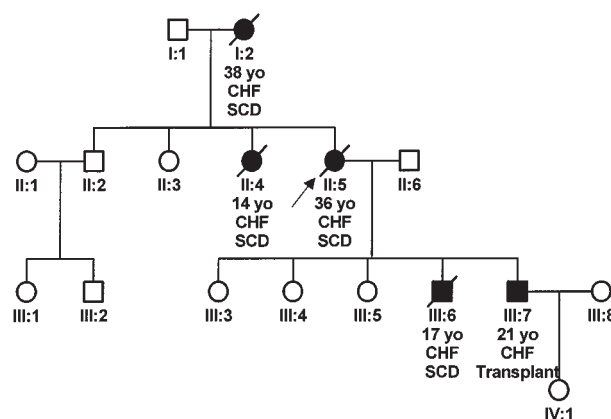 I:1
I:2
38 yo
CHF
SCD
II:1
II:2
II:3
II:4
14 yo
CHF
SCD
II:5
36 yo
CHF
SCD
II:6
III:1
III:2
III:3
III:4
III:5
III:6
17 yo
CHF
SCD
III:7
21 yo
CHF
Transplant
III:8
IV:1